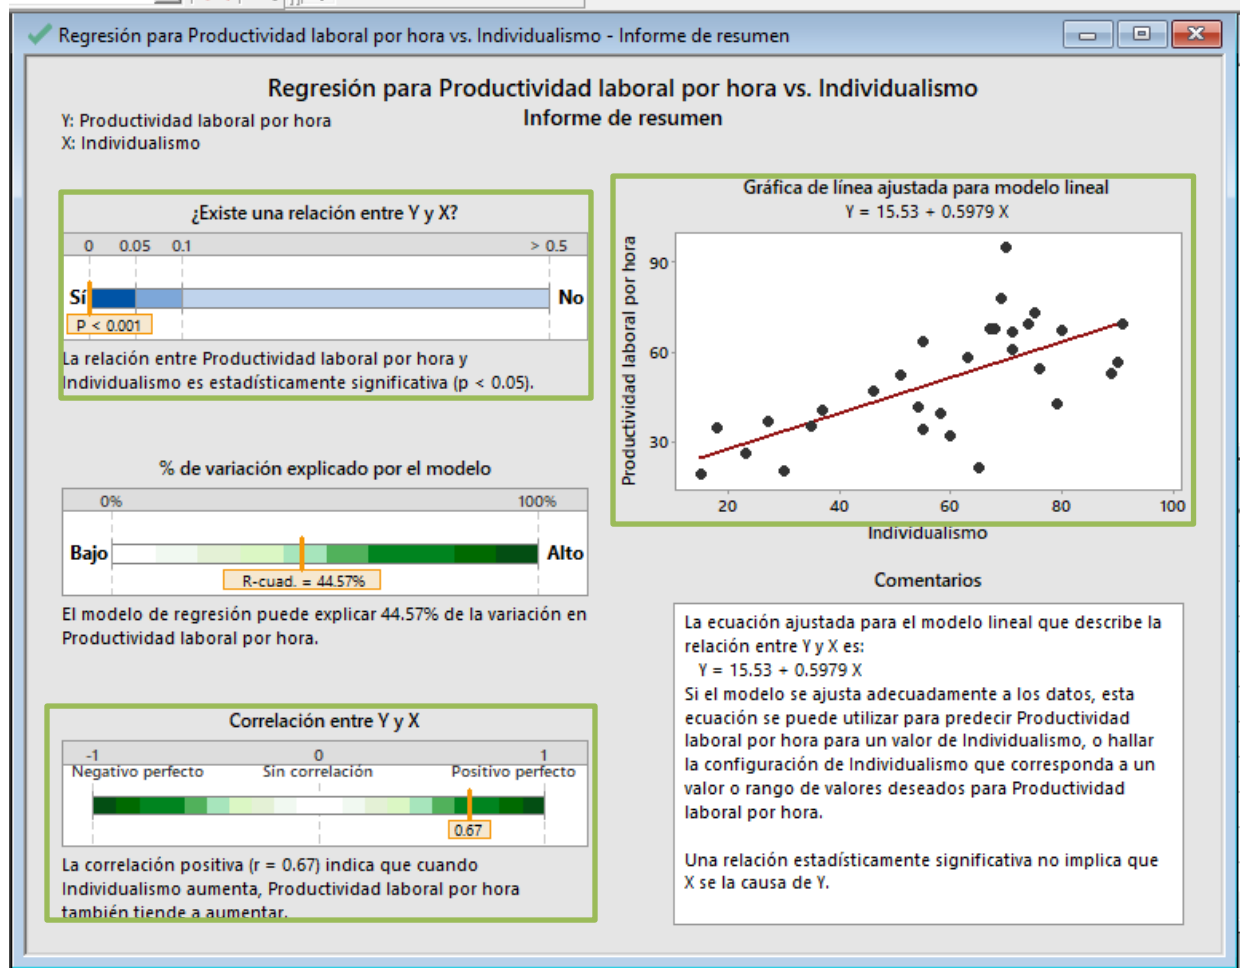 Regresión para Productividad laboral por hora vs. Individualismo - Informe de resumen
Regresión para Productividad laboral por hora vs. Individualismo
Informe de resumen
Y: Productividad laboral por hora
X: Individualismo
¿Existe una relación entre Y y X?
0 0.05 0.1 > 0.5
Sí No
P < 0.001
La relación entre Productividad laboral por hora y
Individualismo es estadísticamente significativa (p < 0.05).
% de variación explicado por el modelo
0% 100%
Bajo Alto
R-cuad. = 44.57%
El modelo de regresión puede explicar 44.57% de la variación en
Productividad laboral por hora.
Correlación entre Y y X
-1 0 1
Negativo perfecto Sin correlación Positivo perfecto
0.67
La correlación positiva (r = 0.67) indica que cuando
Individualismo aumenta, Productividad laboral por hora
también tiende a aumentar.
Gráfica de línea ajustada para modelo lineal
Y = 15.53 + 0.5979 X
Productividad laboral por hora
90
60
30
20 40 60 80 100
Individualismo
Comentarios
La ecuación ajustada para el modelo lineal que describe la
relación entre Y y X es:
Y = 15.53 + 0.5979 X
Si el modelo se ajusta adecuadamente a los datos, esta
ecuación se puede utilizar para predecir Productividad
laboral por hora para un valor de Individualismo, o hallar
la configuración de Individualismo que corresponda a un
valor o rango de valores deseados para Productividad
laboral por hora.
Una relación estadísticamente significativa no implica que
X se la causa de Y.